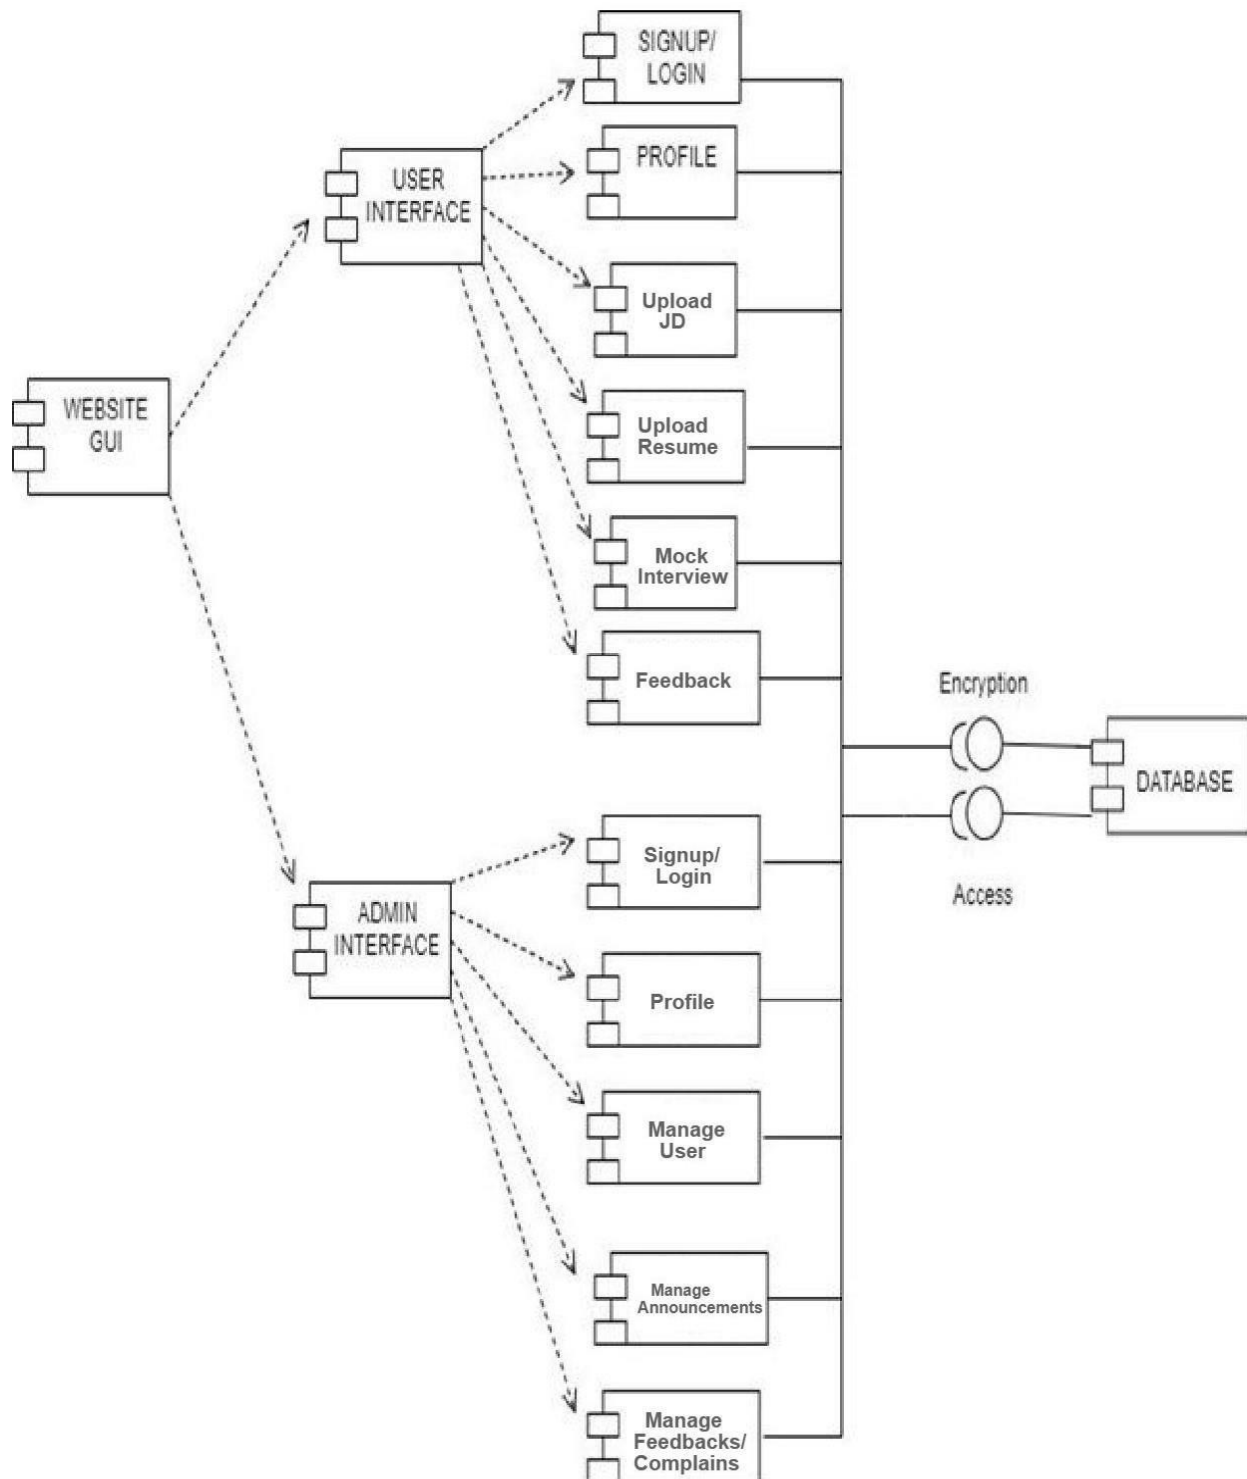 SIGNUP/
LOGIN
PROFILE
USER
INTERFACE
Upload
JD
WEBSITE
GUI
Upload
Resume
Mock
Interview
Feedback
Encryption
DATABASE
Access
Signup/
Login
ADMIN
INTERFACE
Profile
Manage
User
Manage
Announcements
Manage
Feedbacks/
Complains